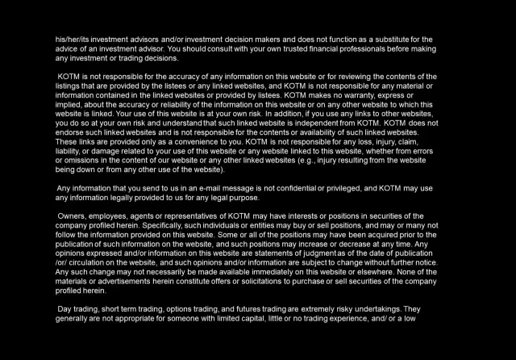 his/her/its investment advisors and/or investment decision makers and does not function as a substitute for the
advice of an investment advisor. You should consult with your own trusted financial professionals before making
any investment or trading decisions.
KOTM is not responsible for the accuracy of any information on this website or for reviewing the contents of the
listings that are provided by the listees or any linked websites, and KOTM is not responsible for any material or
information contained in the linked websites or provided by listees. KOTM makes no warranty, express or
implied, about the accuracy or reliability of the information on this website or on any other website to which this
website is linked. Your use of this website is at your own risk. In addition, if you use any links to other websites,
you do so at your own risk and understand that such linked website is independent from KOTM. KOTM does not
endorse such linked websites and is not responsible for the contents or availability of such linked websites.
These links are provided only as a convenience to you. KOTM is not responsible for any loss, injury, claim,
liability, or damage related to your use of this website or any website linked to this website, whether from errors
or omissions in the content of our website or any other linked websites (e.g., injury resulting from the website
being down or from any other use of the website).
Any information that you send to us in an e-mail message is not confidential or privileged, and KOTM may use
any information legally provided to us for any legal purpose.
Owners, employees, agents or representatives of KOTM may have interests or positions in securities of the
company profiled herein. Specifically, such individuals or entities may buy or sell positions, and may or many not
follow the information provided on this website. Some or all of the positions may have been acquired prior to the
publication of such information on the website, and such positions may increase or decrease at any time. Any
opinions expressed and/or information on this website are statements of judgment as of the date of publication
/or/ circulation on the website, and such opinions and/or information are subject to change without further notice.
Any such change may not necessarily be made available immediately on this website or elsewhere. None of the
materials or advertisements herein constitute offers or solicitations to purchase or sell securities of the company
profiled herein.
Day trading, short term trading, options trading, and futures trading are extremely risky undertakings. They
generally are not appropriate for someone with limited capital, little or no trading experience, and/ or a low